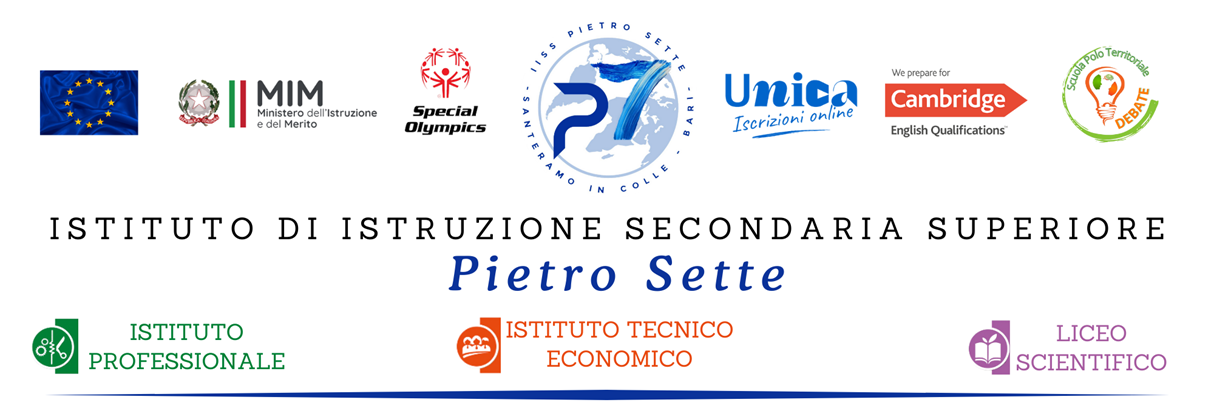 MIM
Ministero dell'Istruzione
e del Merito
Special
Olympics
IISS PIETRO SETTE
- SANTERAMO IN COLLE - BARI -
P7
Unica
Iscrizioni online
We prepare for
Cambridge
English Qualifications™
Scuola Polo Territoriale
DEBATE
ISTITUTO DI ISTRUZIONE SECONDARIA SUPERIORE
Pietro Sette
ISTITUTO
PROFESSIONALE
ISTITUTO TECNICO
ECONOMICO
LICEO
SCIENTIFICO